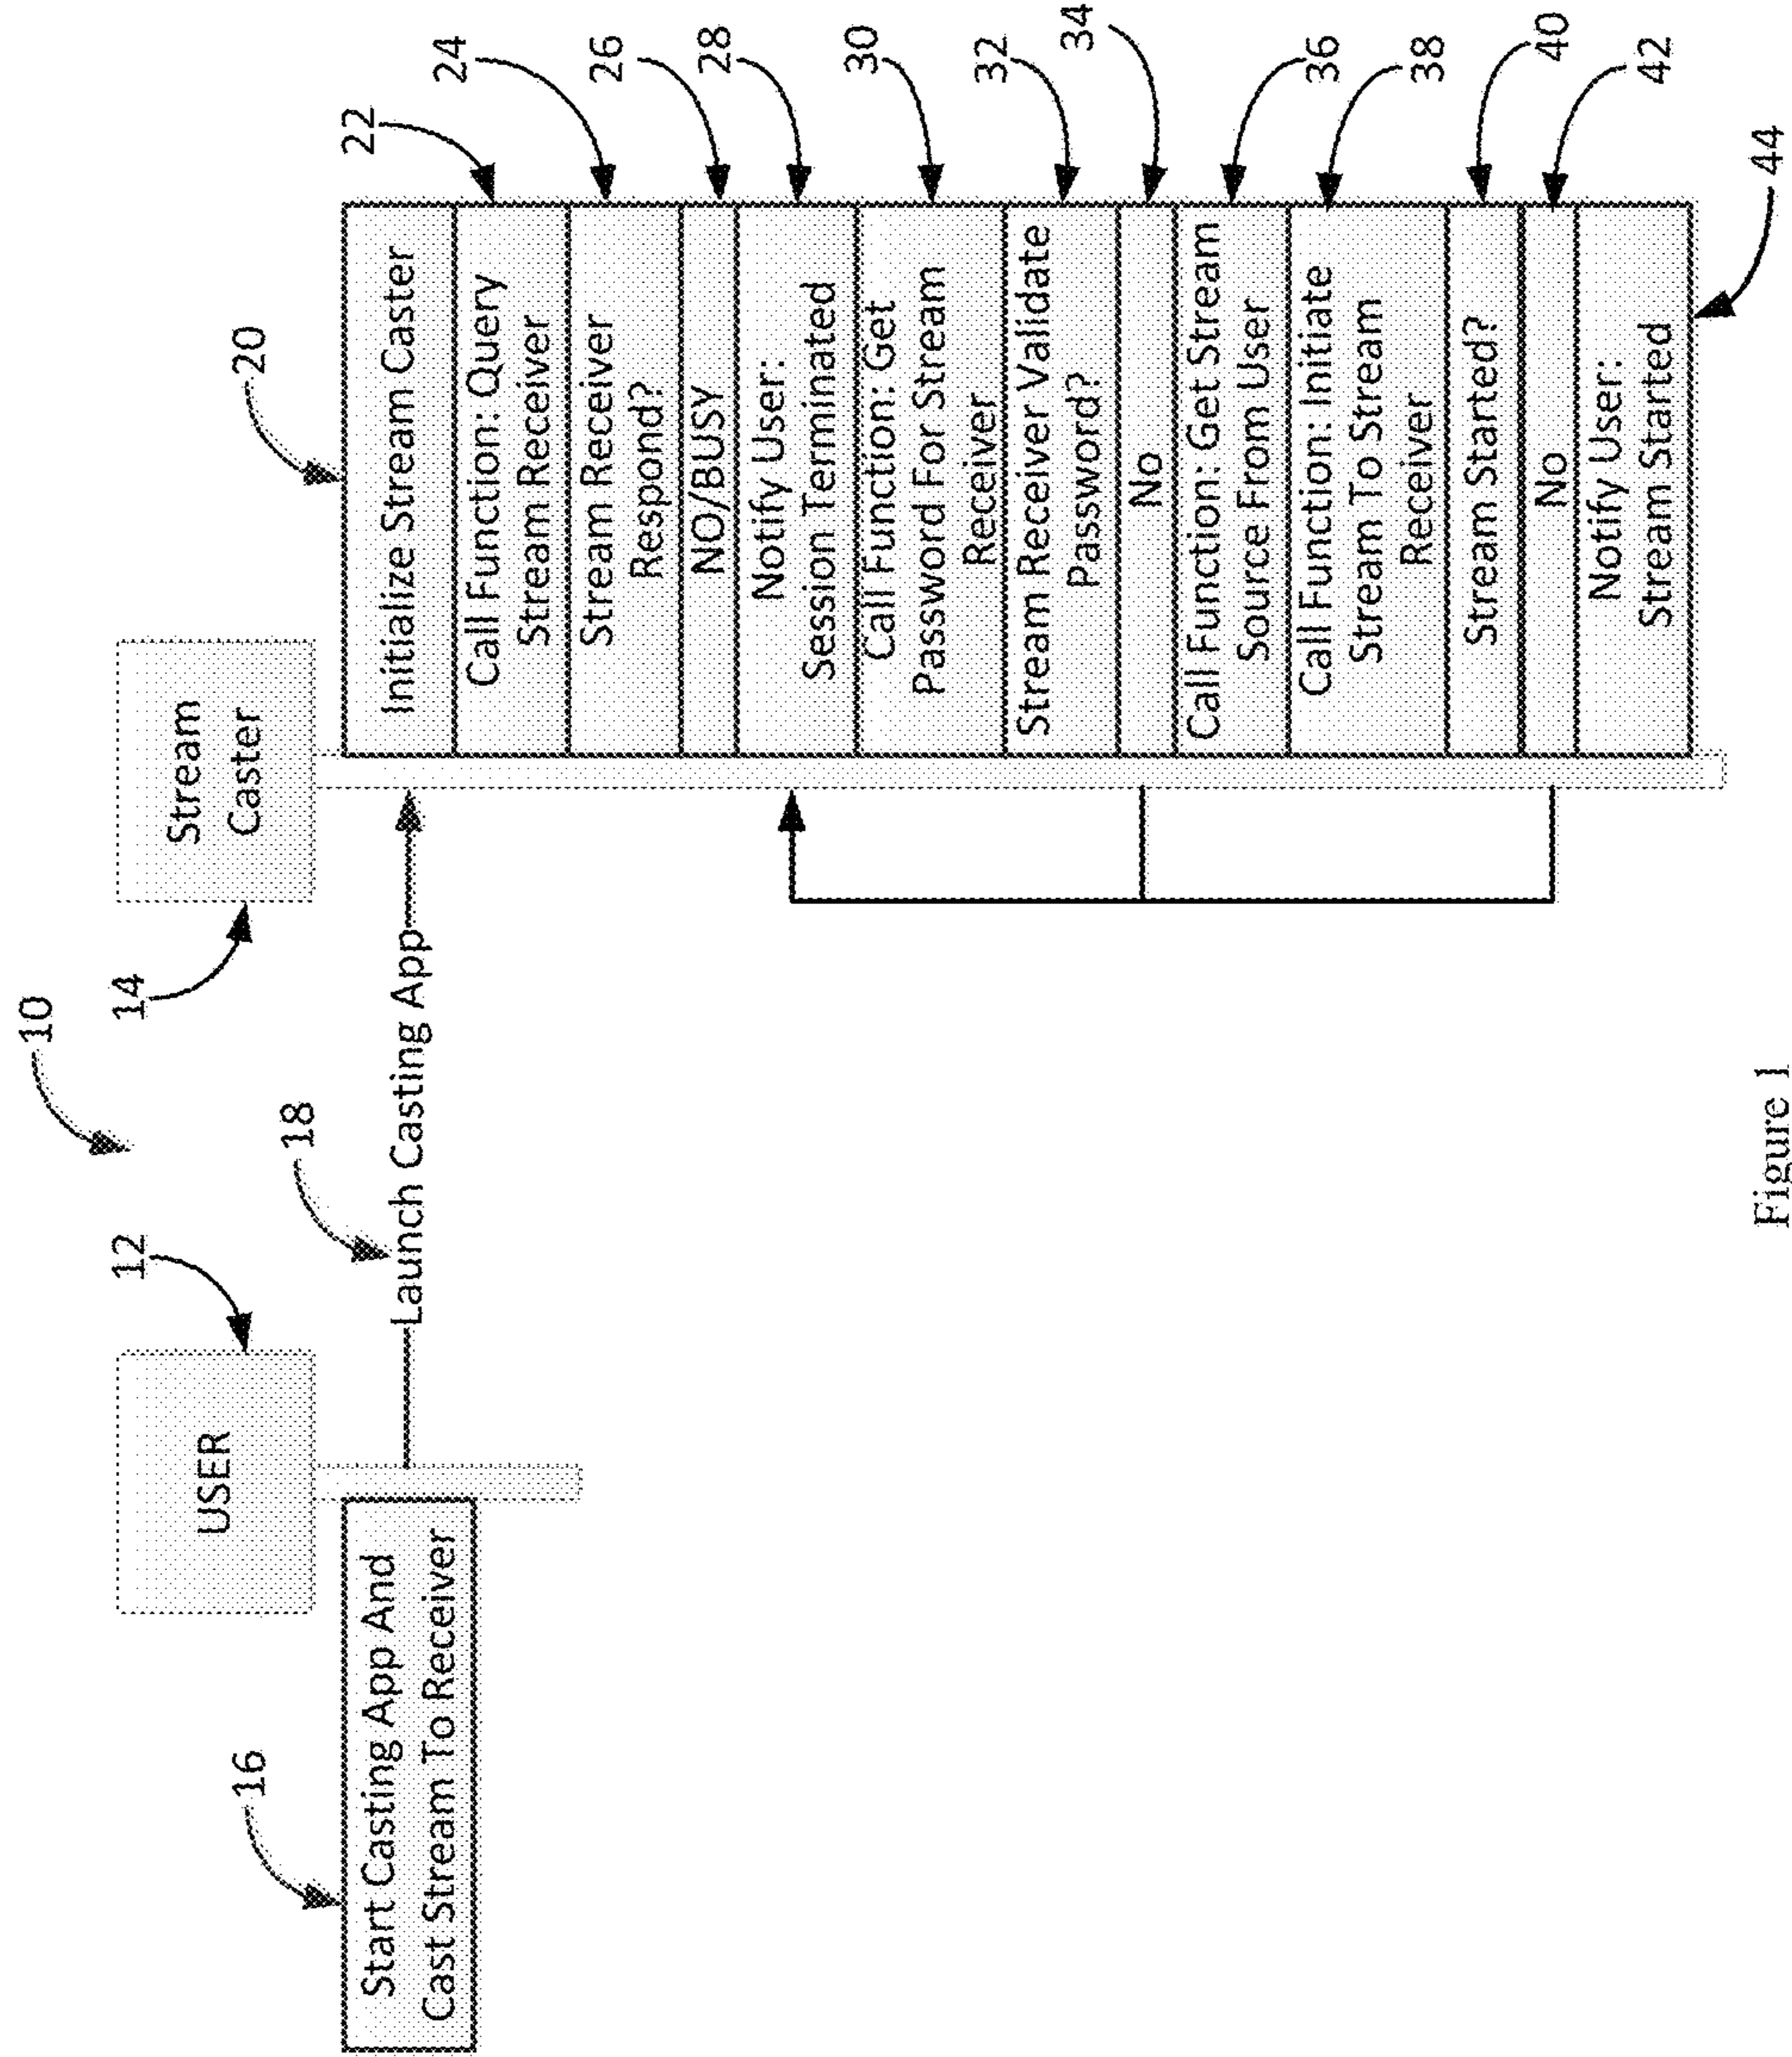 10
12
14
USER
Stream
Caster
16
18
20
Start Casting App And
Cast Stream To Receiver
Launch Casting App
Initialize Stream Caster
22
Call Function: Query
Stream Receiver
24
Stream Receiver
Respond?
26
NO/BUSY
28
Notify User:
Session Terminated
30
Call Function: Get
Password For Stream
Receiver
32
Stream Receiver Validate
Password?
34
No
36
Call Function: Get Stream
Source From User
38
Call Function: Initiate
Stream To Stream
Receiver
40
Stream Started?
42
No
44
Notify User:
Stream Started
Figure 1